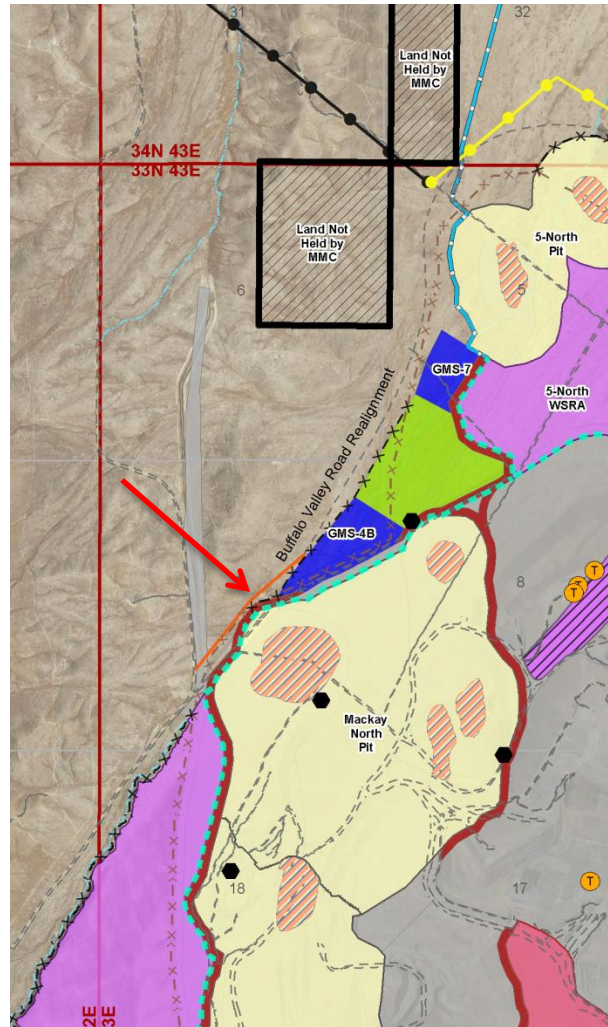 31
32
Land Not
Held by
MMC
34N 43E
33N 43E
Land Not
Held by
MMC
5-North
Pit
6
5
GMS-7
5-North
WSRA
Buffalo Valley Road Realignment
GMS-4B
8
T
T
T
Mackay
North
Pit
T
18
17
2E
3E